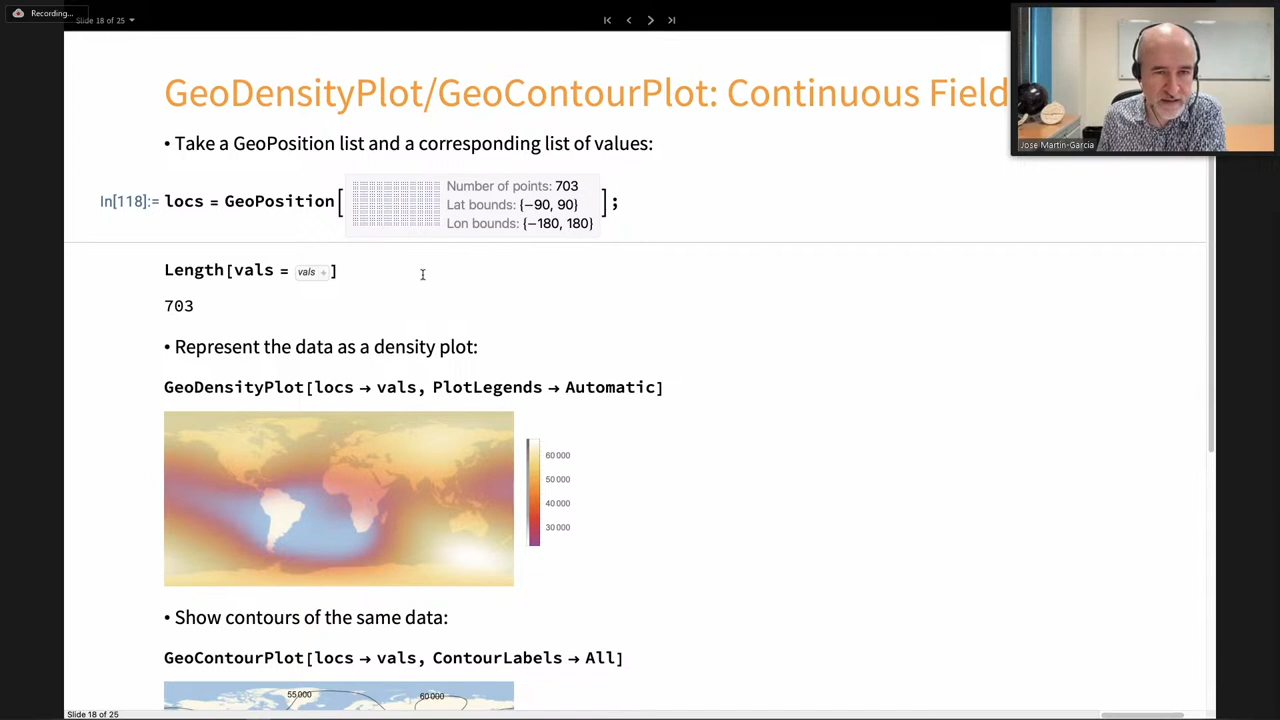 Recording...
Slide 18 of 25
GeoDensityPlot/GeoContourPlot: Continuous Field
Jose Martin-Garcia
• Take a GeoPosition list and a corresponding list of values:
In[118]:= locs = GeoPosition[
Number of points: 703
Lat bounds: {−90, 90}
Lon bounds: {−180, 180}
];
Length[vals = vals + ]
703
• Represent the data as a density plot:
GeoDensityPlot[locs → vals, PlotLegends → Automatic]
60 000
50 000
40 000
30 000
• Show contours of the same data:
GeoContourPlot[locs → vals, ContourLabels → All]
55 000
60 000
Slide 18 of 25